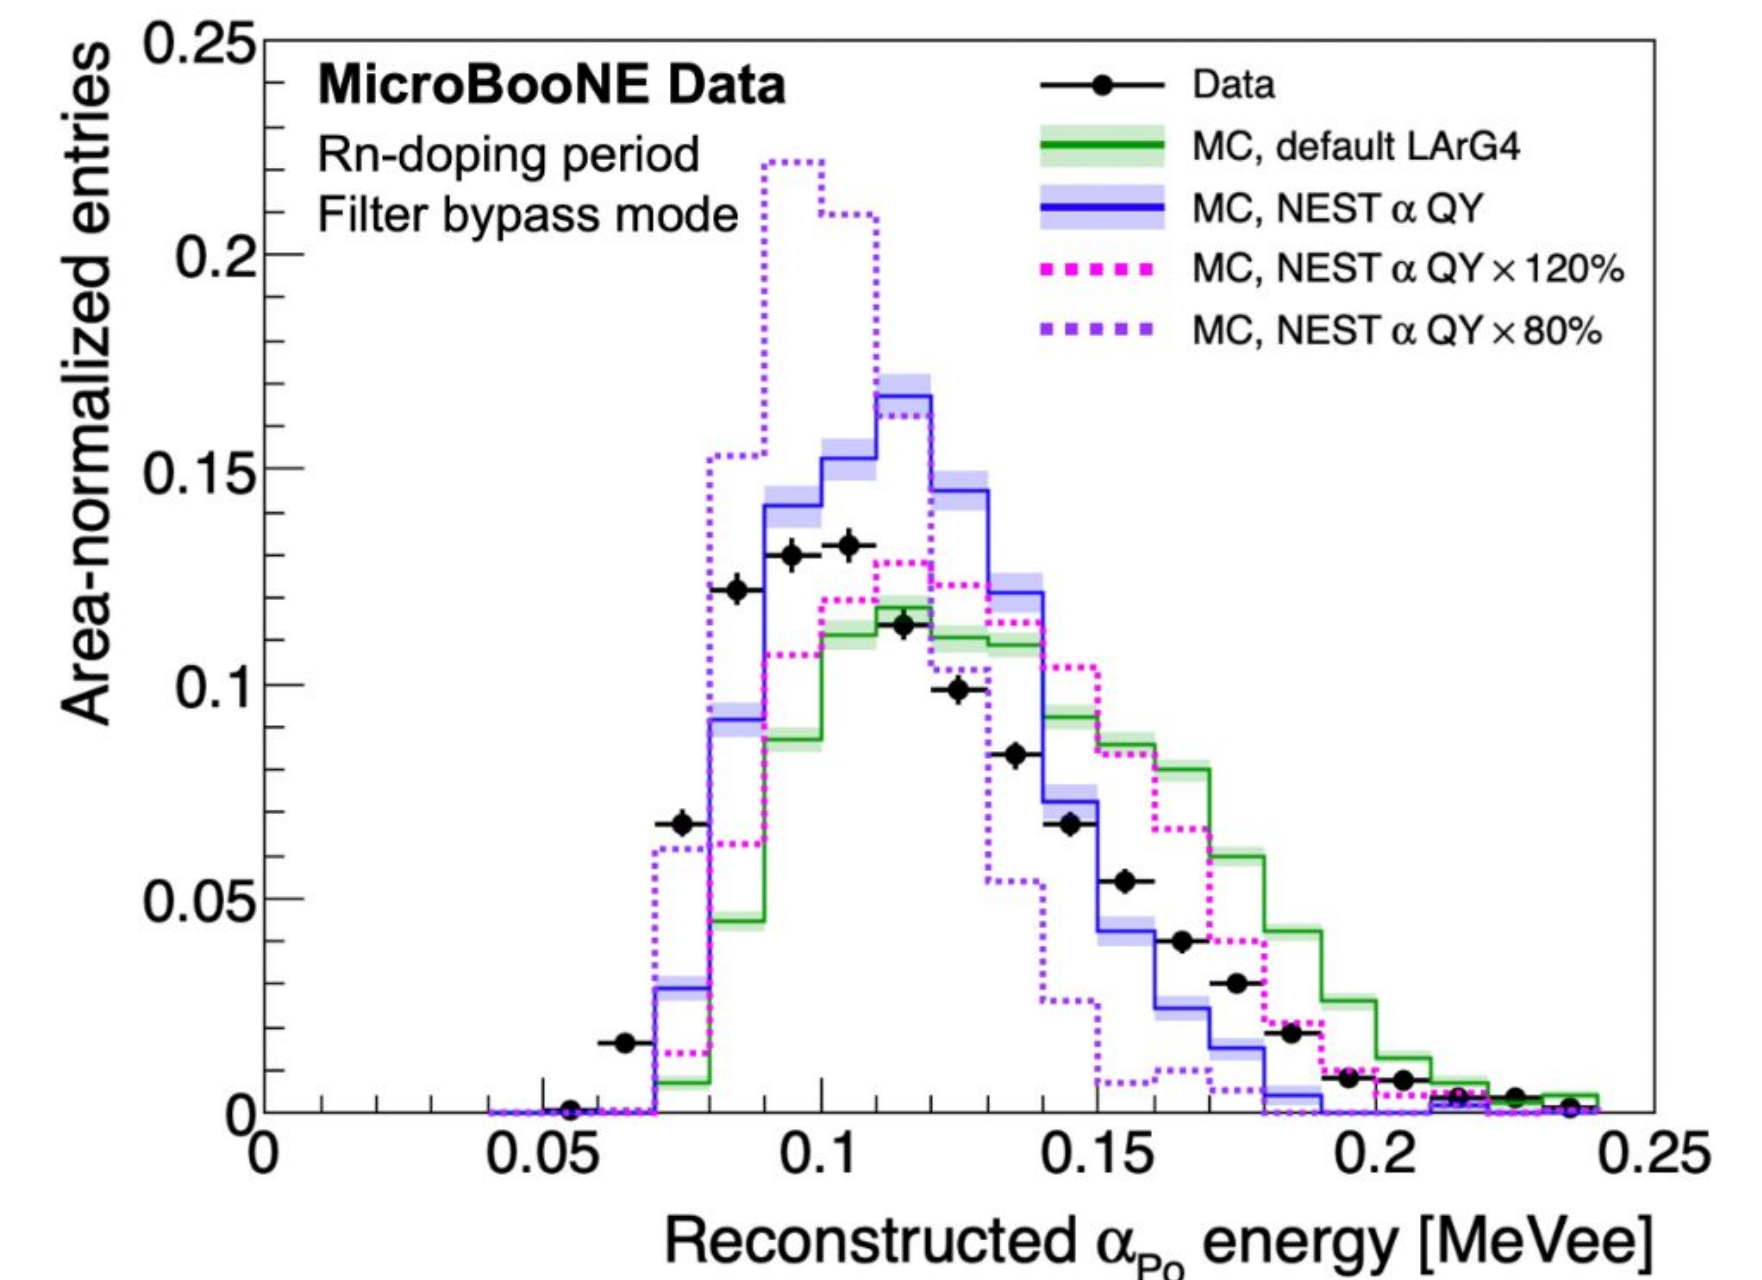 Area-normalized entries
0.25
0.2
0.15
0.1
0.05
0
MicroBooNE Data
Rn-doping period
Filter bypass mode
Data
MC, default LArG4
MC, NEST α QY
MC, NEST α QY × 120%
MC, NEST α QY × 80%
0 0.05 0.1 0.15 0.2 0.25
Reconstructed α_Po energy [MeVee]